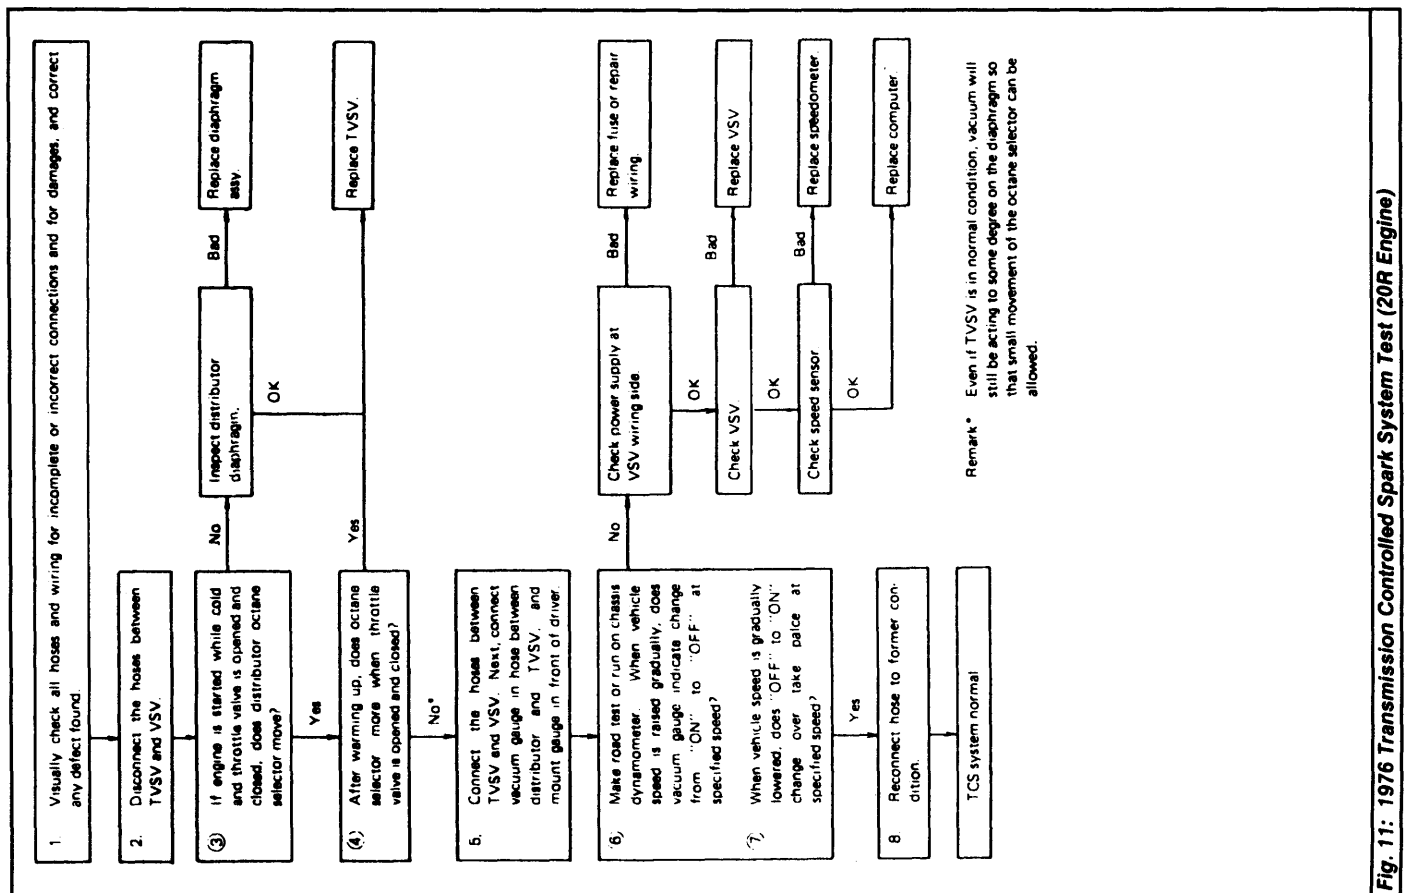 1. Visually check all hoses and wiring for incomplete or incorrect connections and for damages, and correct
any defect found.
2. Disconnect the hoses between
TVSV and VSV.
3 If engine is started while cold
and throttle valve is opened and
closed, does distributor octane
selector move?
No
Inspect distributor
diaphragm.
Bad
Replace diaphragm
assy.
OK
Yes
4 After warming up, does octane
selector more when throttle
valve is opened and closed?
Yes
Replace TVSV.
No*
5. Connect the hoses between
TVSV and VSV. Next, connect
vacuum gauge in hose between
distributor and TVSV, and
mount gauge in front of driver.
6 Make road test or run on chassis
dynamometer. When vehicle
speed is raised gradually, does
vacuum gauge indicate change
from "ON" to "OFF" at
specified speed?
7 When vehicle speed is gradually
lowered, does "OFF" to "ON"
change over take palce at
specified speed?
No
Check power supply at
VSV wiring side.
Bad
Replace fuse or repair
wiring.
OK
Check VSV.
Bad
Replace VSV
OK
Check speed sensor
Bad
Replace speedometer.
OK
Replace computer.
Yes
8 Reconnect hose to former con-
dition.
TCS system normal
Remark* Even if TVSV is in normal condition, vacuum will
still be acting to some degree on the diaphragm so
that small movement of the octane selector can be
allowed.
Fig. 11: 1976 Transmission Controlled Spark System Test (20R Engine)